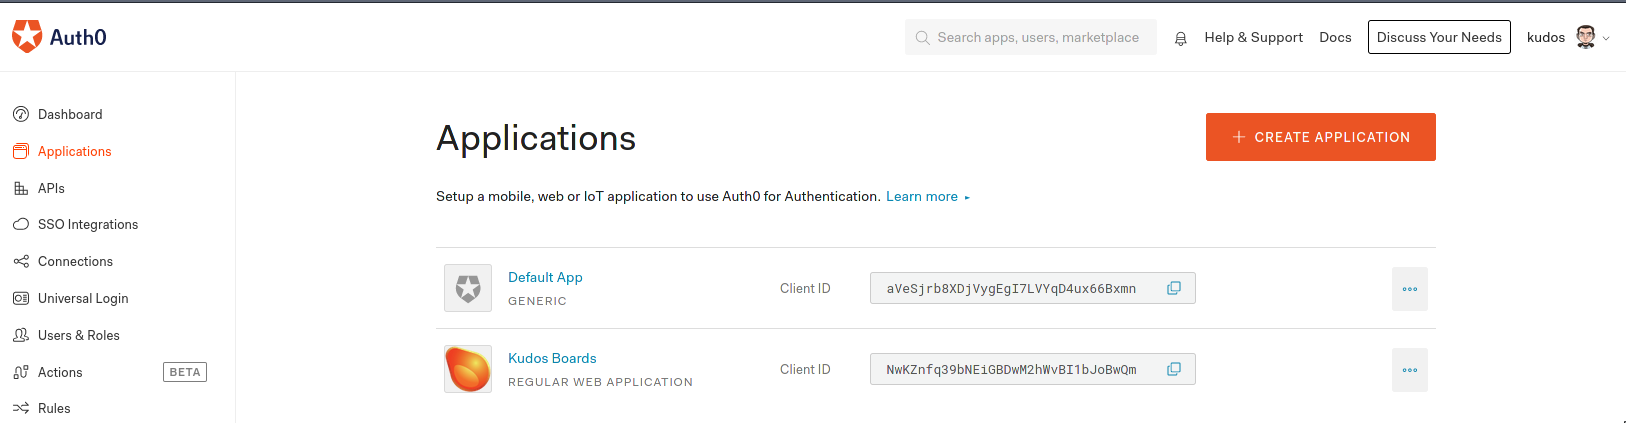 Auth0
Search apps, users, marketplace
Help & Support
Docs
Discuss Your Needs
kudos
Dashboard
Applications
APIs
SSO Integrations
Connections
Universal Login
Users & Roles
Actions
BETA
Rules
Applications
+ CREATE APPLICATION
Setup a mobile, web or IoT application to use Auth0 for Authentication. Learn more ▸
Default App
GENERIC
Client ID
aVeSjrb8XDjVygEgI7LVYqD4ux66Bxmn
Kudos Boards
REGULAR WEB APPLICATION
Client ID
NwKZnfq39bNEiGBDwM2hWvBI1bJoBwQm